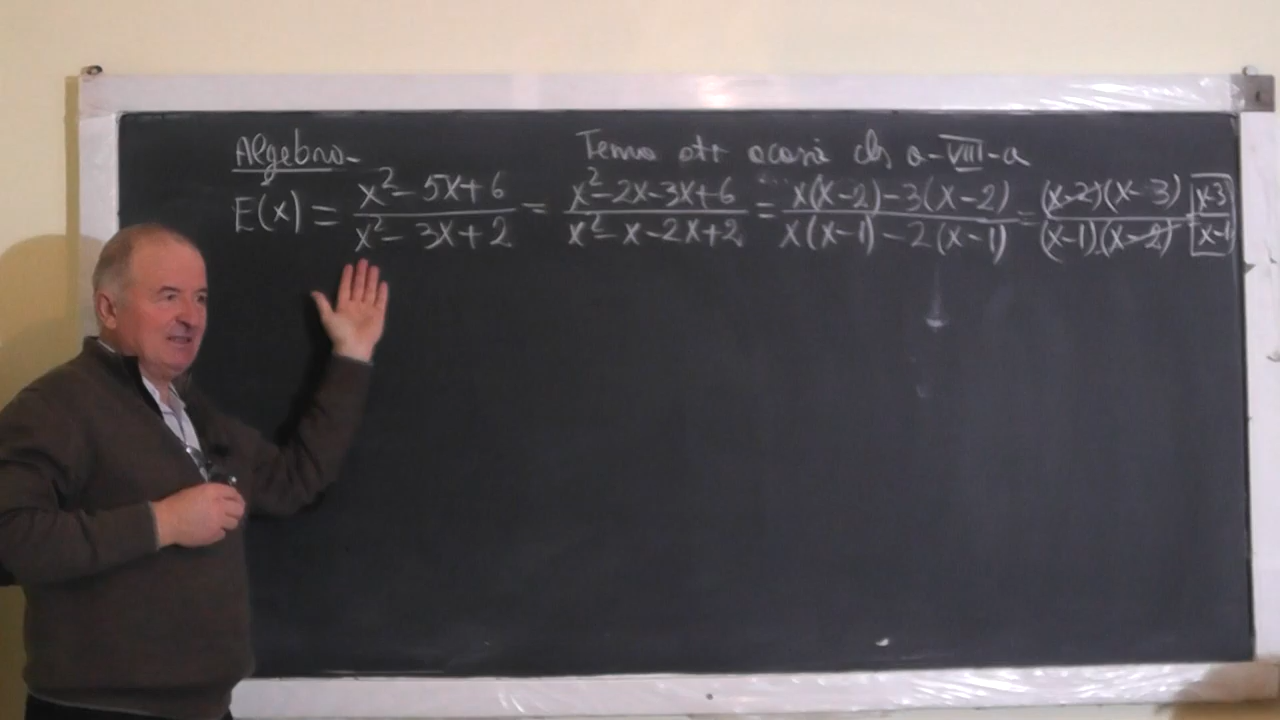 Algebra Tema pt acasă cls a-VIII-a
E(x) = (x²-5x+6)/(x²-3x+2) = (x²-2x-3x+6)/(x²-x-2x+2) = (x(x-2)-3(x-2))/(x(x-1)-2(x-1)) = ((x-2)(x-3))/((x-1)(x-2)) = (x-3)/(x-1)